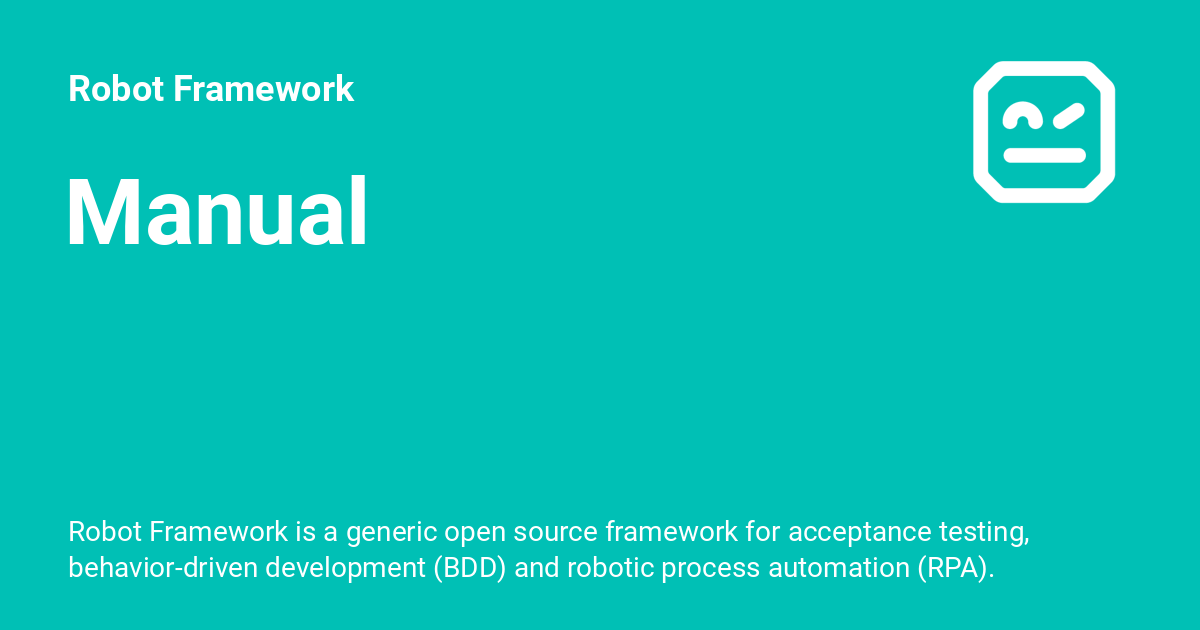 Robot Framework
Manual
Robot Framework is a generic open source framework for acceptance testing,
behavior-driven development (BDD) and robotic process automation (RPA).